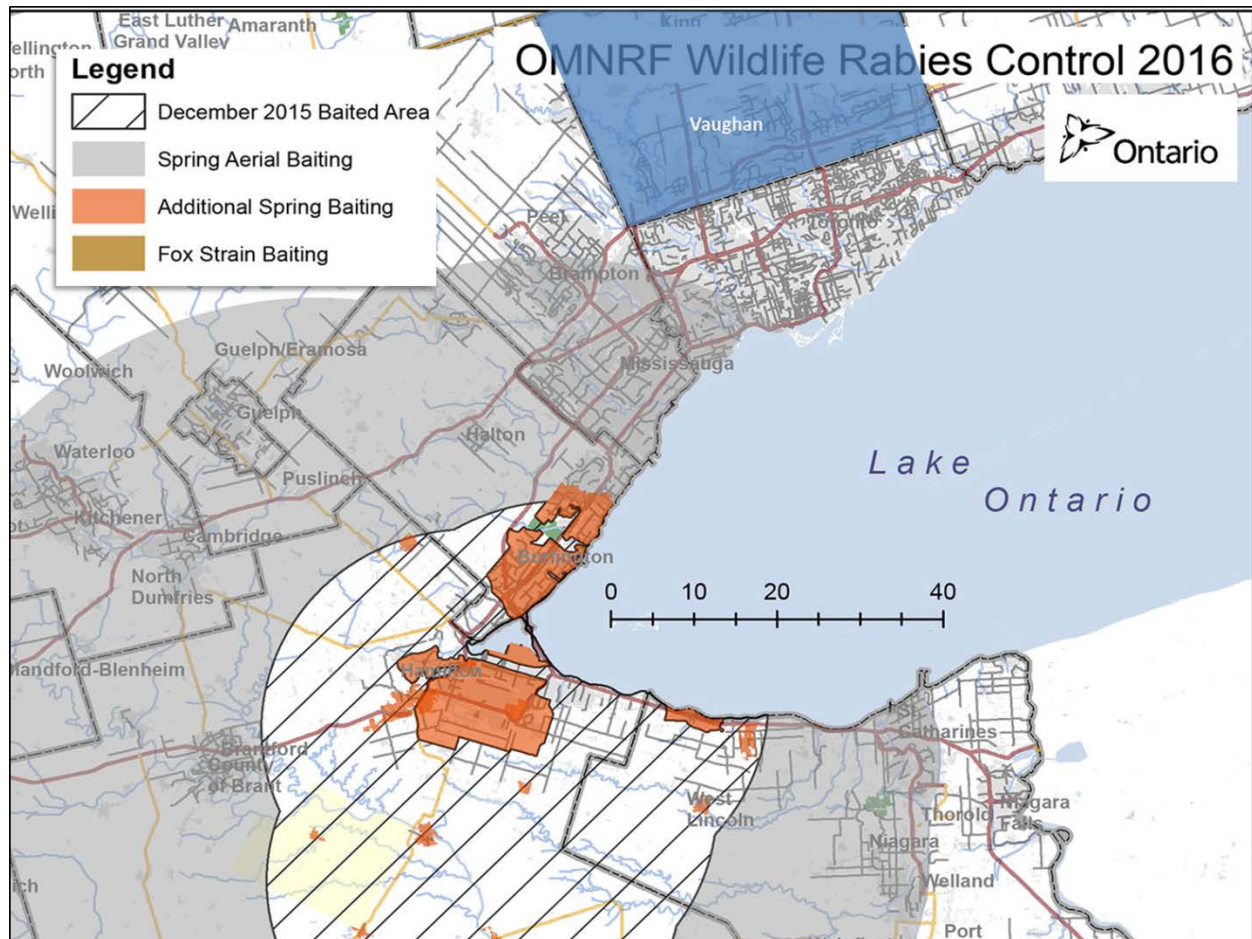 East Luther
Grand Valley
Amaranth
King
OMNRF Wildlife Rabies Control 2016
Legend
December 2015 Baited Area
Spring Aerial Baiting
Additional Spring Baiting
Fox Strain Baiting
Vaughan
Ontario
Peel
Toronto
Brampton
Guelph/Eramosa
Woolwich
Mississauga
Guelph
Halton
Waterloo
Puslinch
Lake
Ontario
Kitchener
Cambridge
Burlington
North
Dumfries
0 10 20 40
Hamilton
Blandford-Blenheim
Brantford
County
of Brant
Catharines
West
Lincoln
Niagara
Falls
Thorold
Niagara
Welland
Port